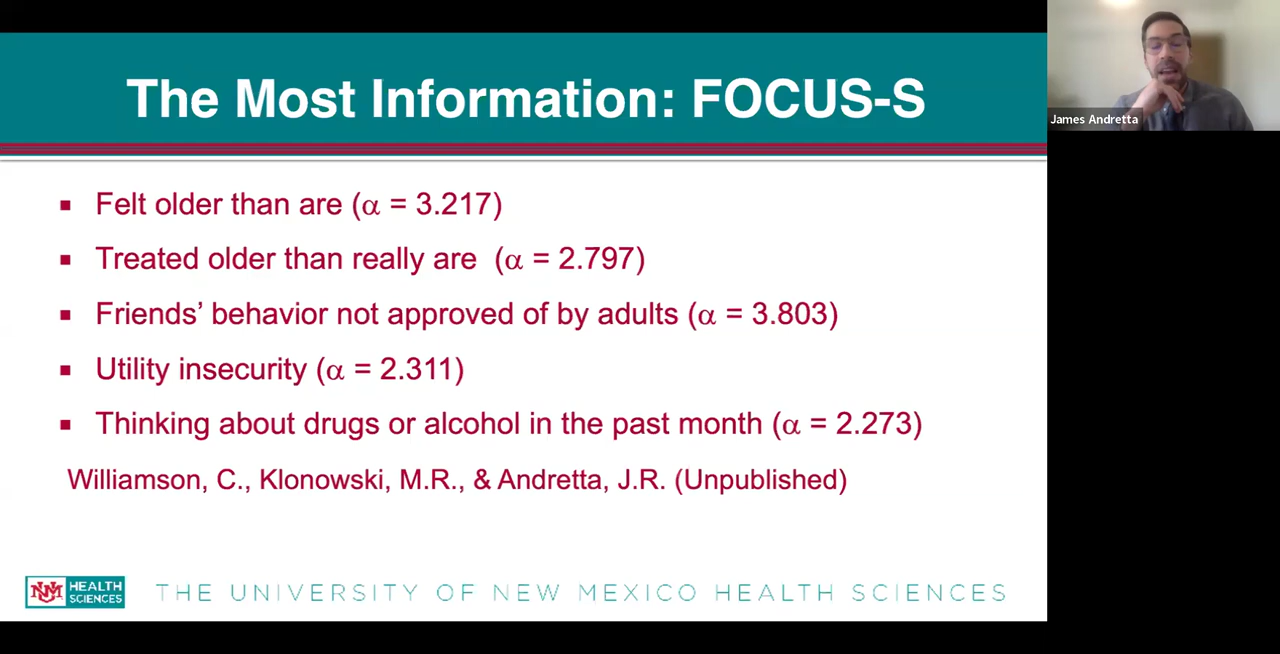 The Most Information: FOCUS-S
James Andretta
▪ Felt older than are (α = 3.217)
▪ Treated older than really are (α = 2.797)
▪ Friends’ behavior not approved of by adults (α = 3.803)
▪ Utility insecurity (α = 2.311)
▪ Thinking about drugs or alcohol in the past month (α = 2.273)
Williamson, C., Klonowski, M.R., & Andretta, J.R. (Unpublished)
UNM HEALTH
SCIENCES
THE UNIVERSITY OF NEW MEXICO HEALTH SCIENCES